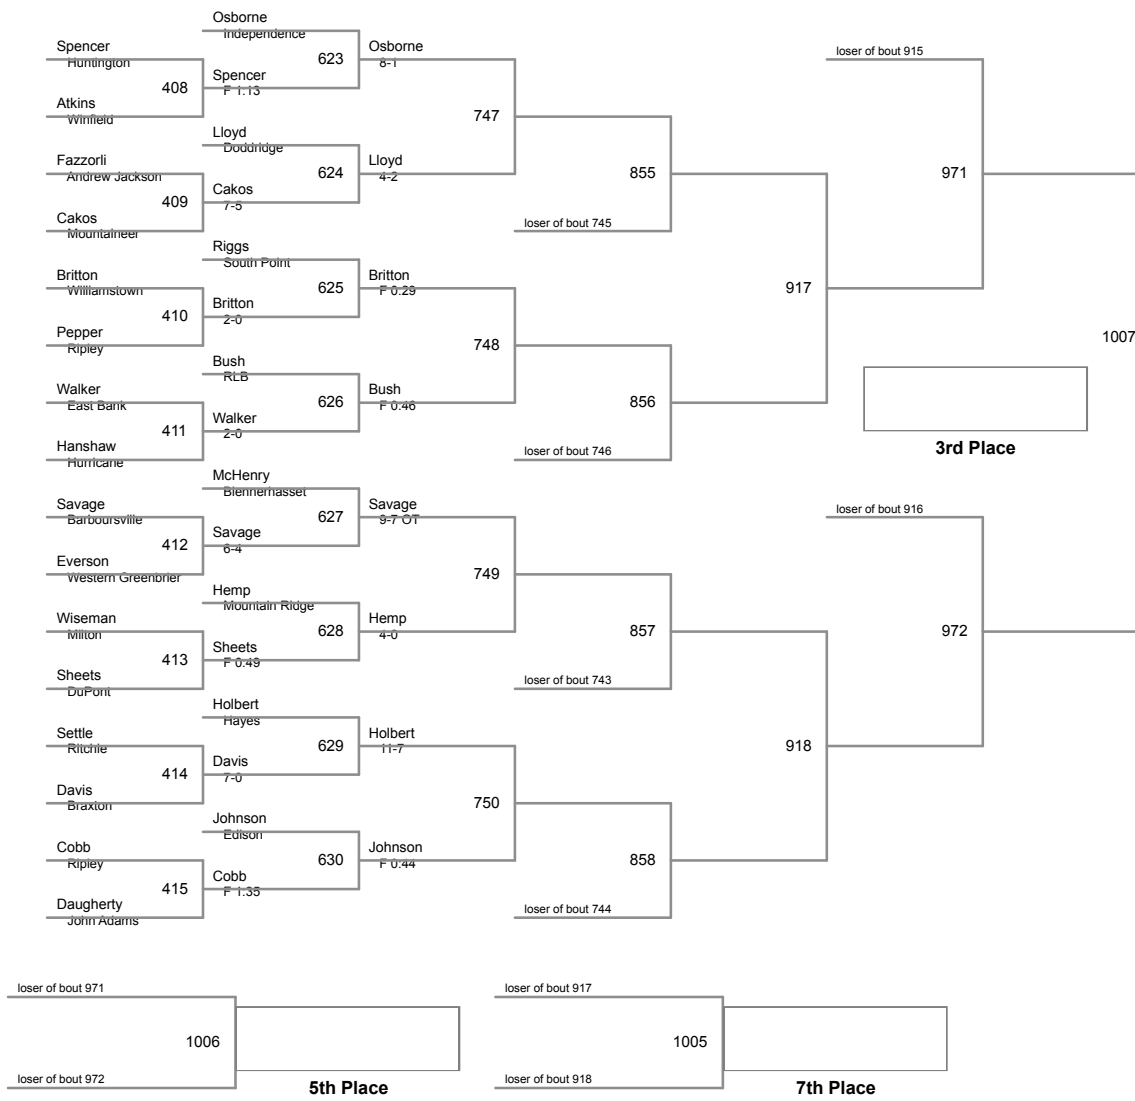 Osborne
Independence
Spencer
Huntington
623
Osborne
8-1
loser of bout 915
408
Spencer
F 1:13
Atkins
Winfield
747
Lloyd
Doddridge
Fazzorli
Andrew Jackson
624
Lloyd
4-2
855
971
409
Cakos
7-5
Cakos
Mountaineer
loser of bout 745
Riggs
South Point
Britton
Williamstown
625
Britton
F 0:29
917
410
Britton
2-0
Pepper
Ripley
748
1007
Bush
RLB
Walker
East Bank
626
Bush
F 0:46
856
411
Walker
2-0
Hanshaw
Hurricane
loser of bout 746
3rd Place
McHenry
Blennerhasset
Savage
Barboursville
627
Savage
9-7 OT
loser of bout 916
412
Savage
6-4
Everson
Western Greenbrier
749
Hemp
Mountain Ridge
Wiseman
Milton
628
Hemp
4-0
857
972
413
Sheets
F 0:49
Sheets
DuPont
loser of bout 743
Holbert
Hayes
Settle
Ritchie
629
Holbert
11-7
918
414
Davis
7-0
Davis
Braxton
750
Johnson
Edison
Cobb
Ripley
630
Johnson
F 0:44
858
415
Cobb
F 1:35
Daugherty
John Adams
loser of bout 744
loser of bout 971
loser of bout 917
1006
1005
loser of bout 972
5th Place
loser of bout 918
7th Place